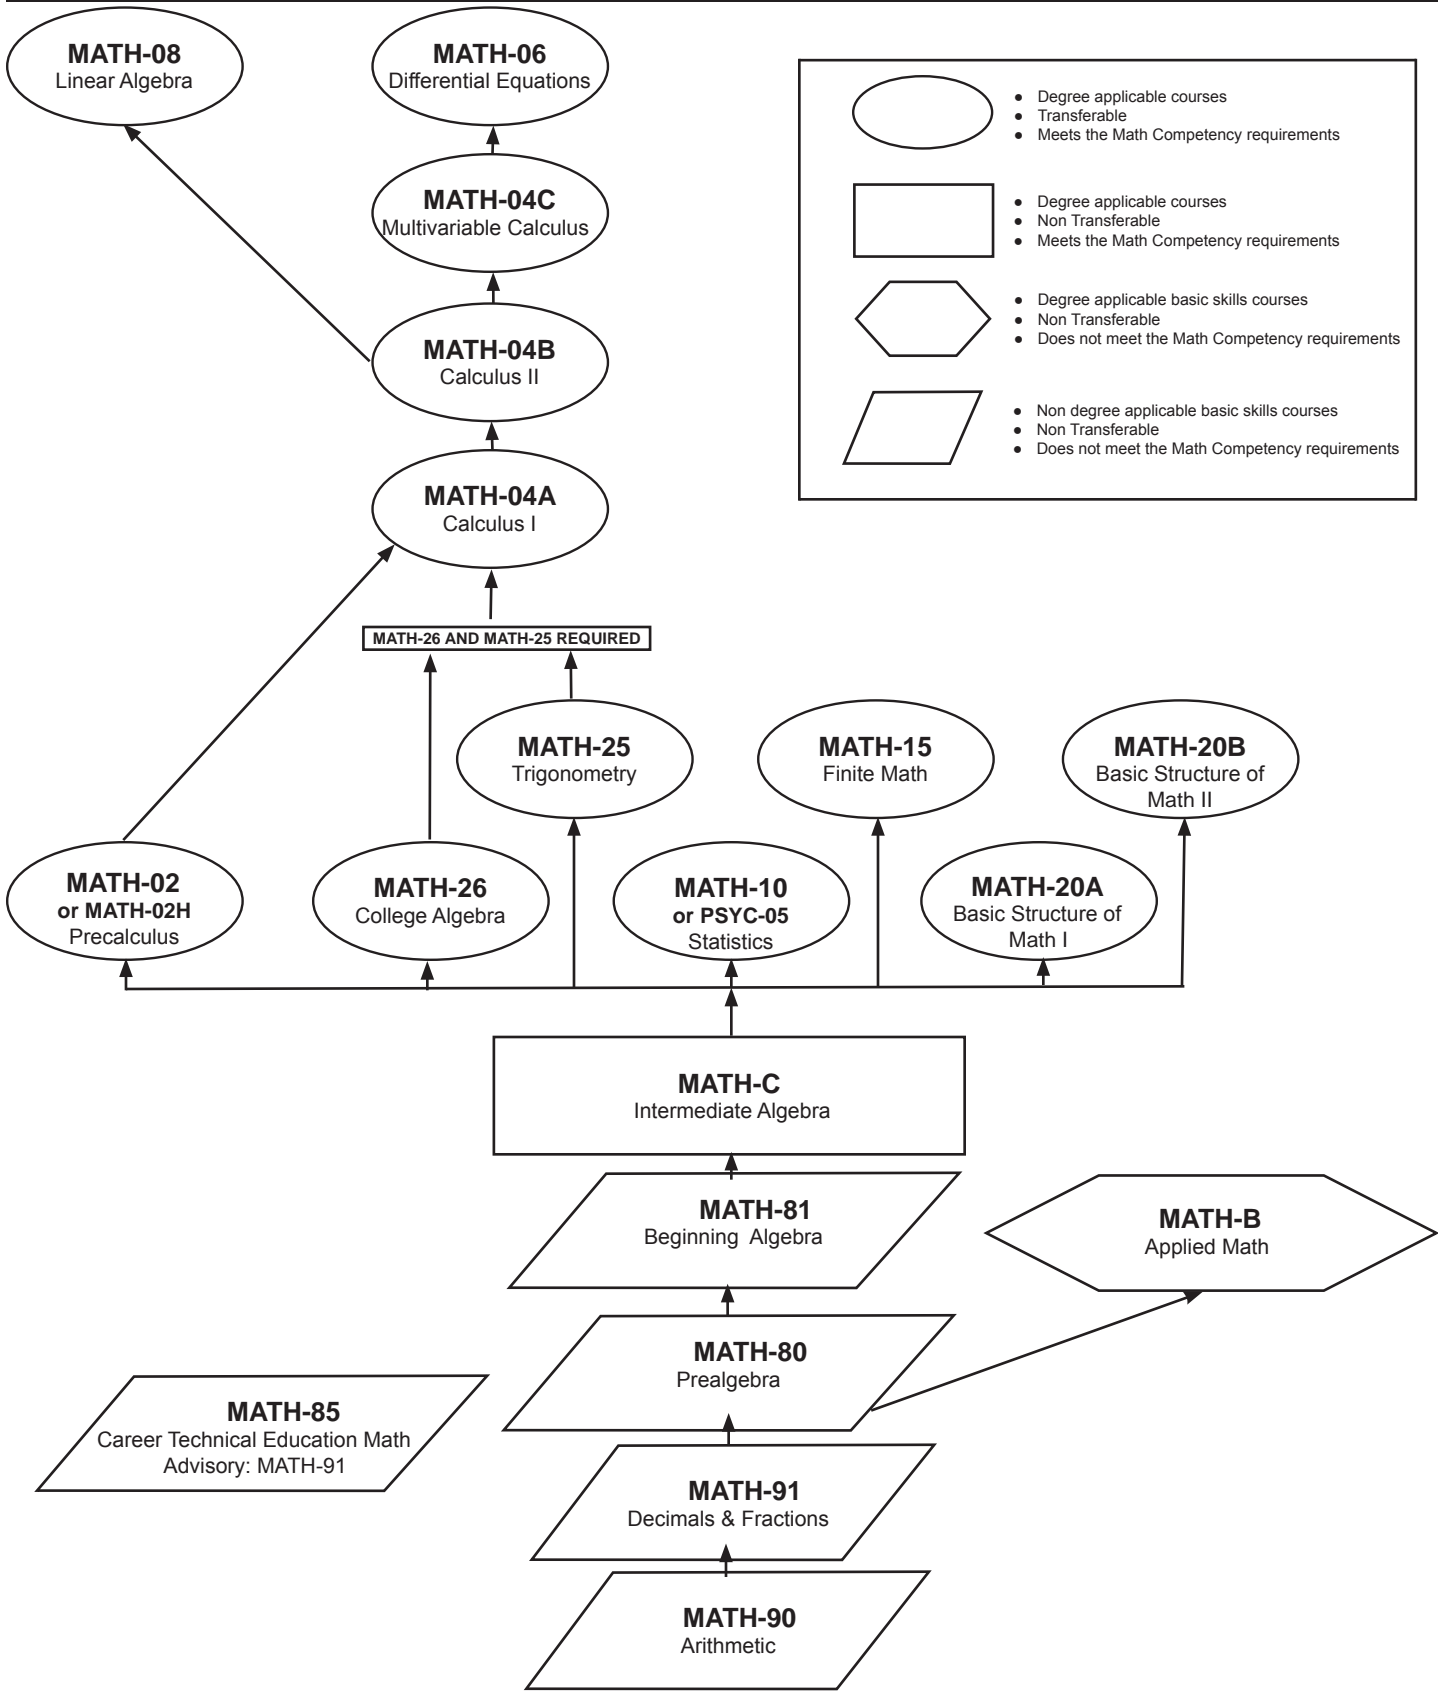 MATH-08
Linear Algebra
MATH-06
Differential Equations
● Degree applicable courses
● Transferable
● Meets the Math Competency requirements
● Degree applicable courses
● Non Transferable
● Meets the Math Competency requirements
● Degree applicable basic skills courses
● Non Transferable
● Does not meet the Math Competency requirements
● Non degree applicable basic skills courses
● Non Transferable
● Does not meet the Math Competency requirements
MATH-04C
Multivariable Calculus
MATH-04B
Calculus II
MATH-04A
Calculus I
MATH-26 AND MATH-25 REQUIRED
MATH-25
Trigonometry
MATH-15
Finite Math
MATH-20B
Basic Structure of
Math II
MATH-02
or MATH-02H
Precalculus
MATH-26
College Algebra
MATH-10
or PSYC-05
Statistics
MATH-20A
Basic Structure of
Math I
MATH-C
Intermediate Algebra
MATH-81
Beginning Algebra
MATH-B
Applied Math
MATH-80
Prealgebra
MATH-85
Career Technical Education Math
Advisory: MATH-91
MATH-91
Decimals & Fractions
MATH-90
Arithmetic